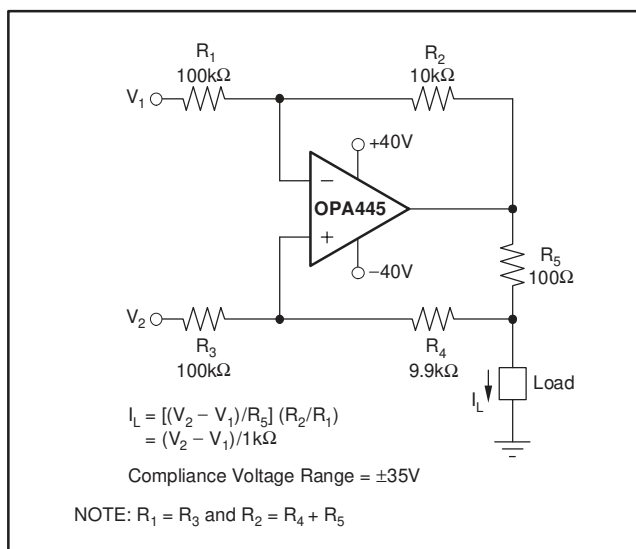 R1
100kΩ
R2
10kΩ
V1
+40V
−
OPA445
+
−40V
R5
100Ω
V2
R3
100kΩ
R4
9.9kΩ
Load
IL
IL = [(V2 − V1)/R5] (R2/R1)
= (V2 − V1)/1kΩ
Compliance Voltage Range = ±35V
NOTE: R1 = R3 and R2 = R4 + R5